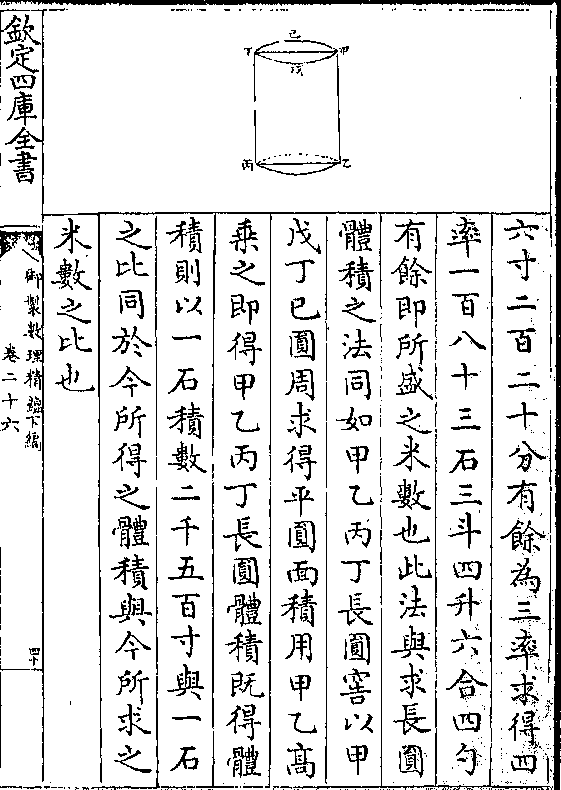 六寸二百二十分有餘為三率求得四
率一百八十三石三斗四升六合四勺
有餘即所盛之米數也此法與求長圓
體積之法同如甲乙丙丁長圓窖以甲
戊丁己圓周求得平圓面積用甲乙高
乘之即得甲乙丙丁長圓體積既得體
積則以一石積數二千五百寸與一石
之比同於今所得之體積與今所求之
米數之比也
己
丁
甲
戊
丙
乙
欽定四庫全書
御製數理精蘊下編
卷二十六
四十